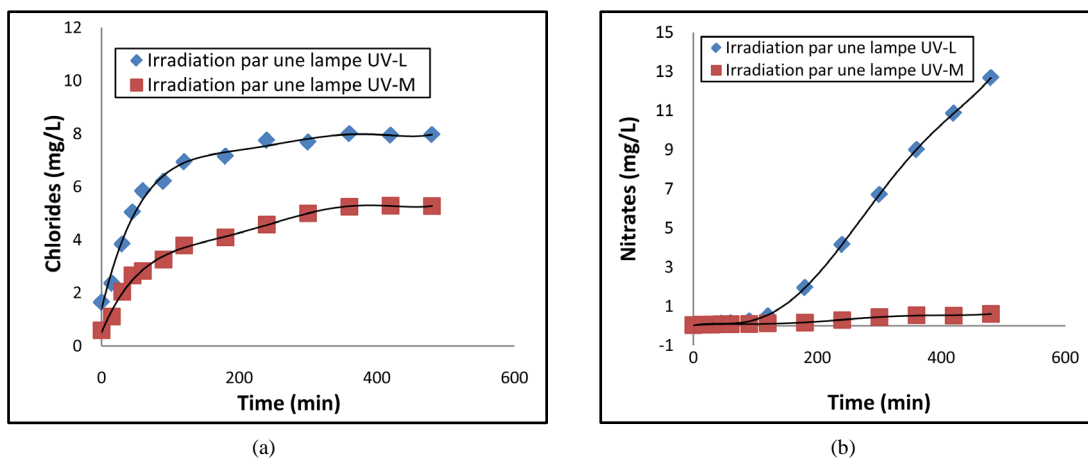 12
10
8
6
4
2
0
0
200
400
600
Chlorides (mg/L)
Time (min)
Irradiation par une lampe UV-L
Irradiation par une lampe UV-M
(a)
15
13
11
9
7
5
3
1
-1
0
200
400
600
Nitrates (mg/L)
Time (min)
Irradiation par une lampe UV-L
Irradiation par une lampe UV-M
(b)